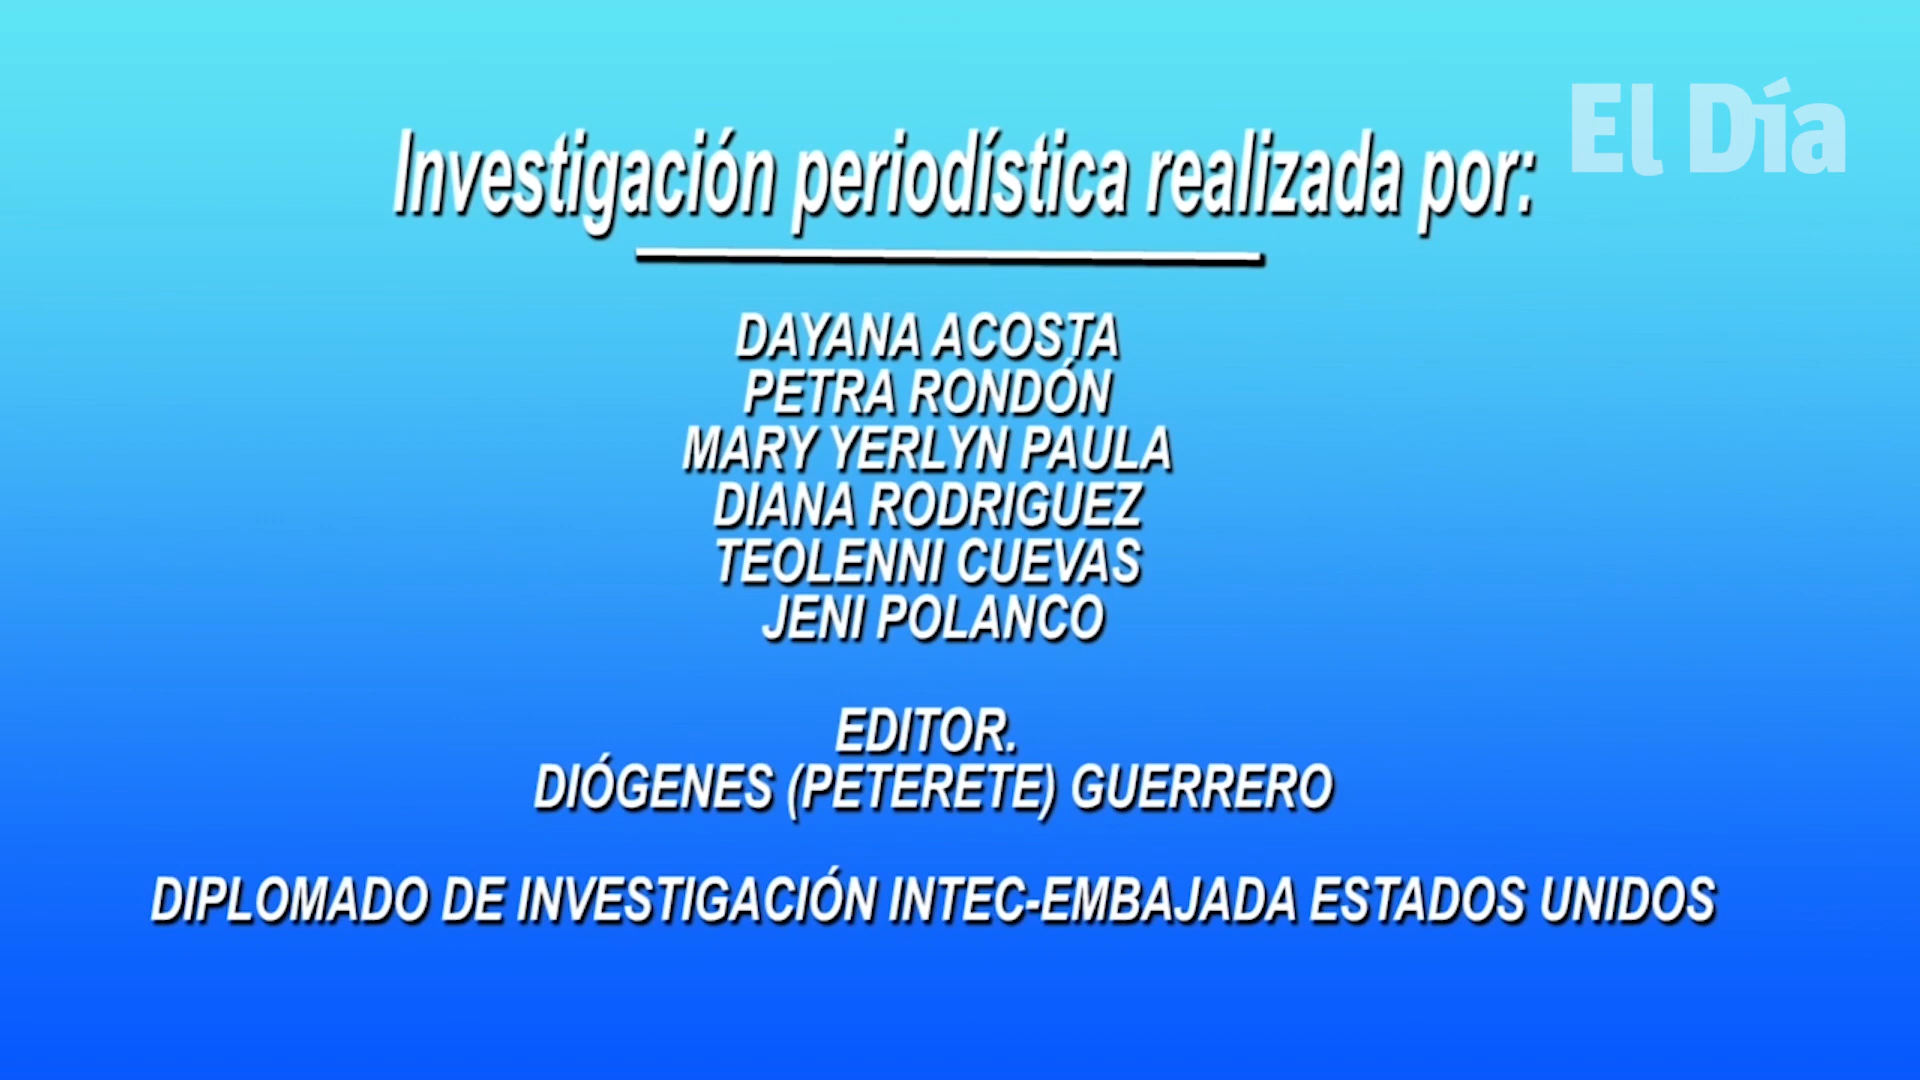 El Día
Investigación periodística realizada por:
DAYANA ACOSTA
PETRA RONDÓN
MARY YERLYN PAULA
DIANA RODRIGUEZ
TEOLENNI CUEVAS
JENI POLANCO
EDITOR.
DIÓGENES (PETERETE) GUERRERO
DIPLOMADO DE INVESTIGACIÓN INTEC-EMBAJADA ESTADOS UNIDOS